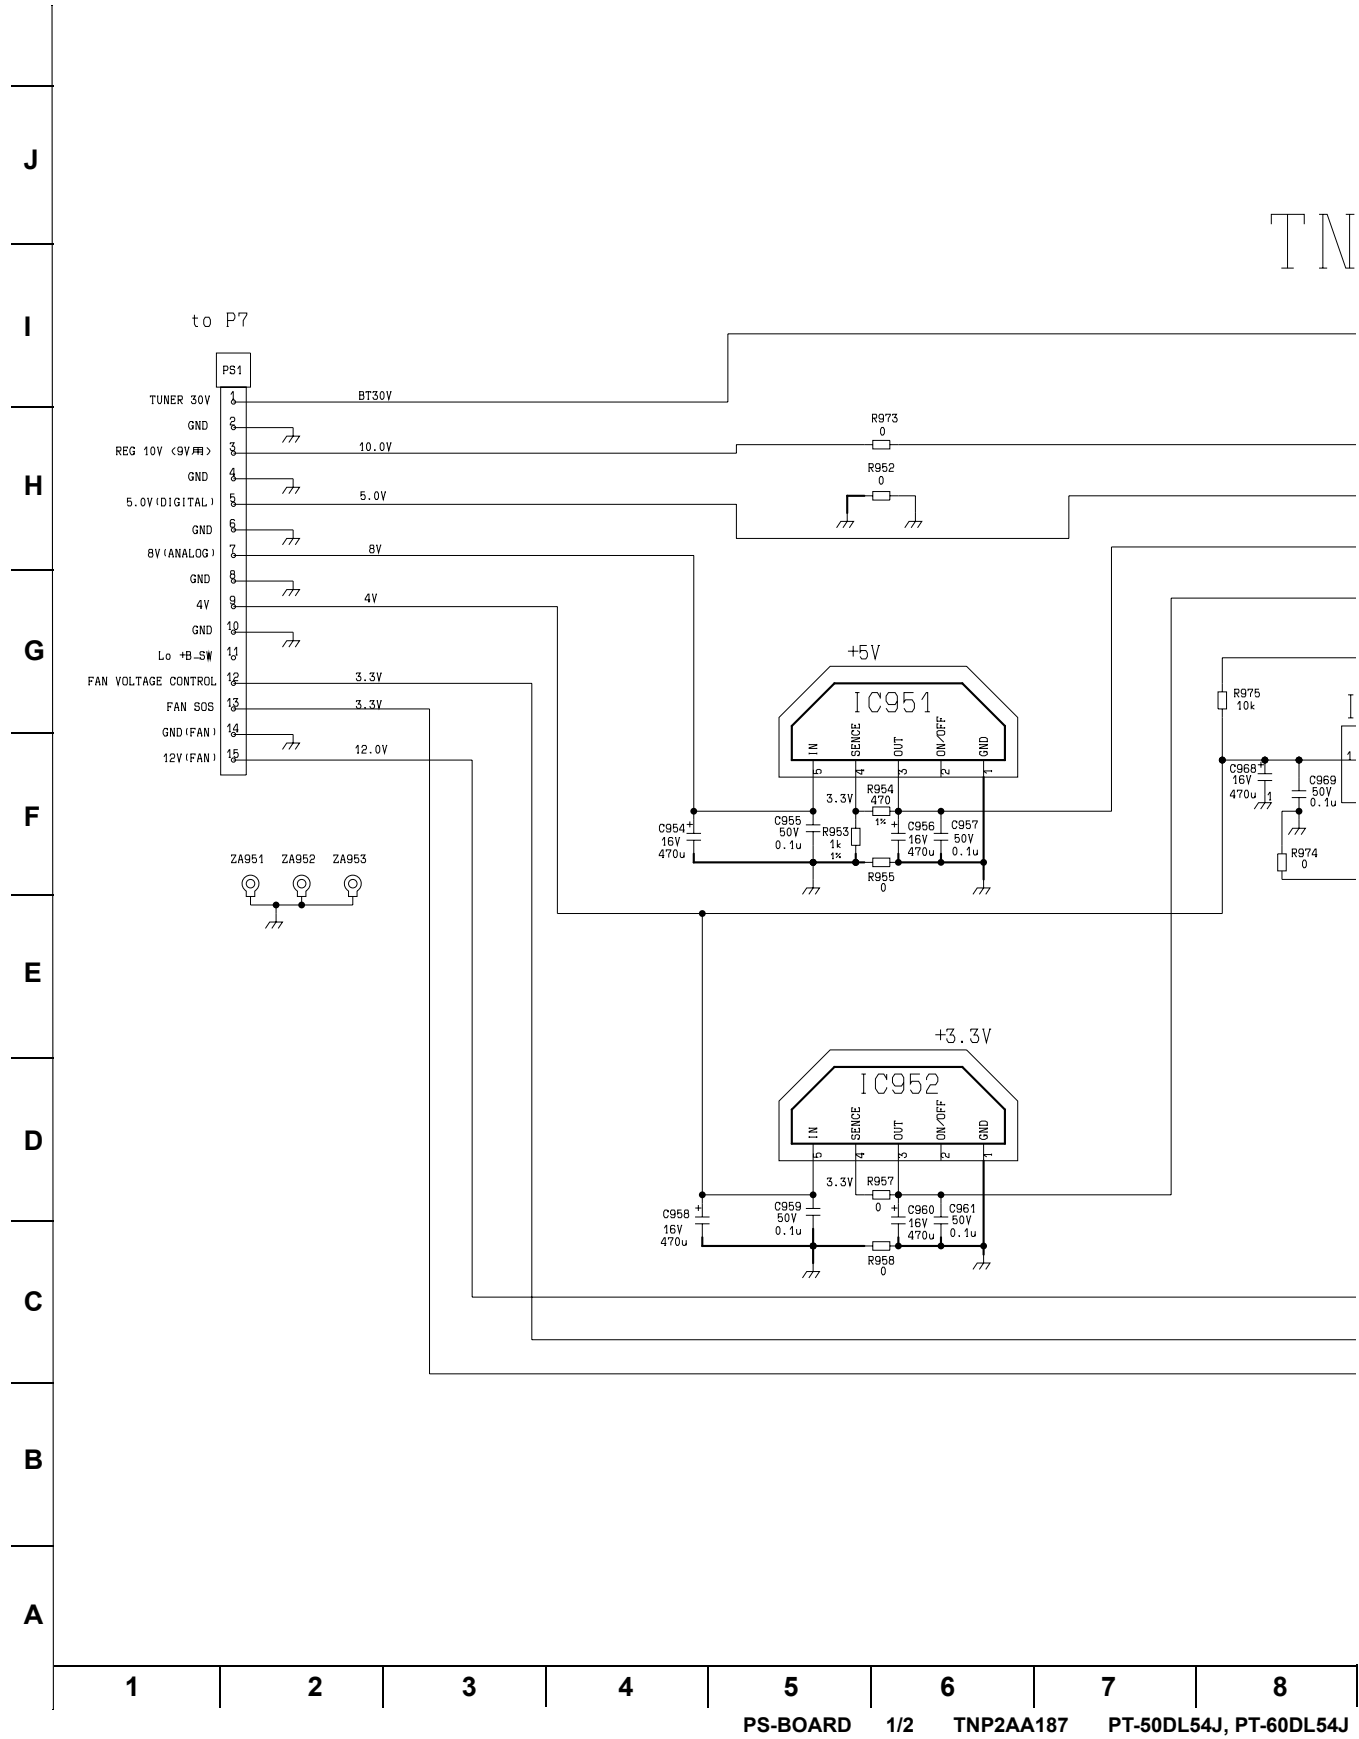 J
TN
I
to P7
PS1
TUNER 30V 1 BT30V
GND 2
REG 10V <9V用> 3 10.0V
R973
0
H
GND 4
R952
0
5.0V(DIGITAL) 5 5.0V
GND 6
8V(ANALOG) 7 8V
GND 8
4V 9 4V
GND 10
G
Lo +B_SW 11
FAN VOLTAGE CONTROL 12 3.3V
FAN SOS 13 3.3V
GND(FAN) 14
12V(FAN) 15 12.0V
+5V
IC951
IN SENCE OUT ON/OFF GND
5 4 3 2 1
R975
10k
I
1
C968 +
16V
470u
1
C969
50V
0.1u
R974
0
F
3.3V
R954
470
1%
C954 +
16V
470u
C955
50V
0.1u
R953
1k
1%
+ C956
16V
470u
C957
50V
0.1u
R955
0
ZA951 ZA952 ZA953
E
+3.3V
IC952
D
IN SENCE OUT ON/OFF GND
5 4 3 2 1
3.3V
R957
0
C958 +
16V
470u
C959
50V
0.1u
+ C960
16V
470u
C961
50V
0.1u
R958
0
C
B
A
1 2 3 4 5 6 7 8
PS-BOARD 1/2 TNP2AA187 PT-50DL54J, PT-60DL54J